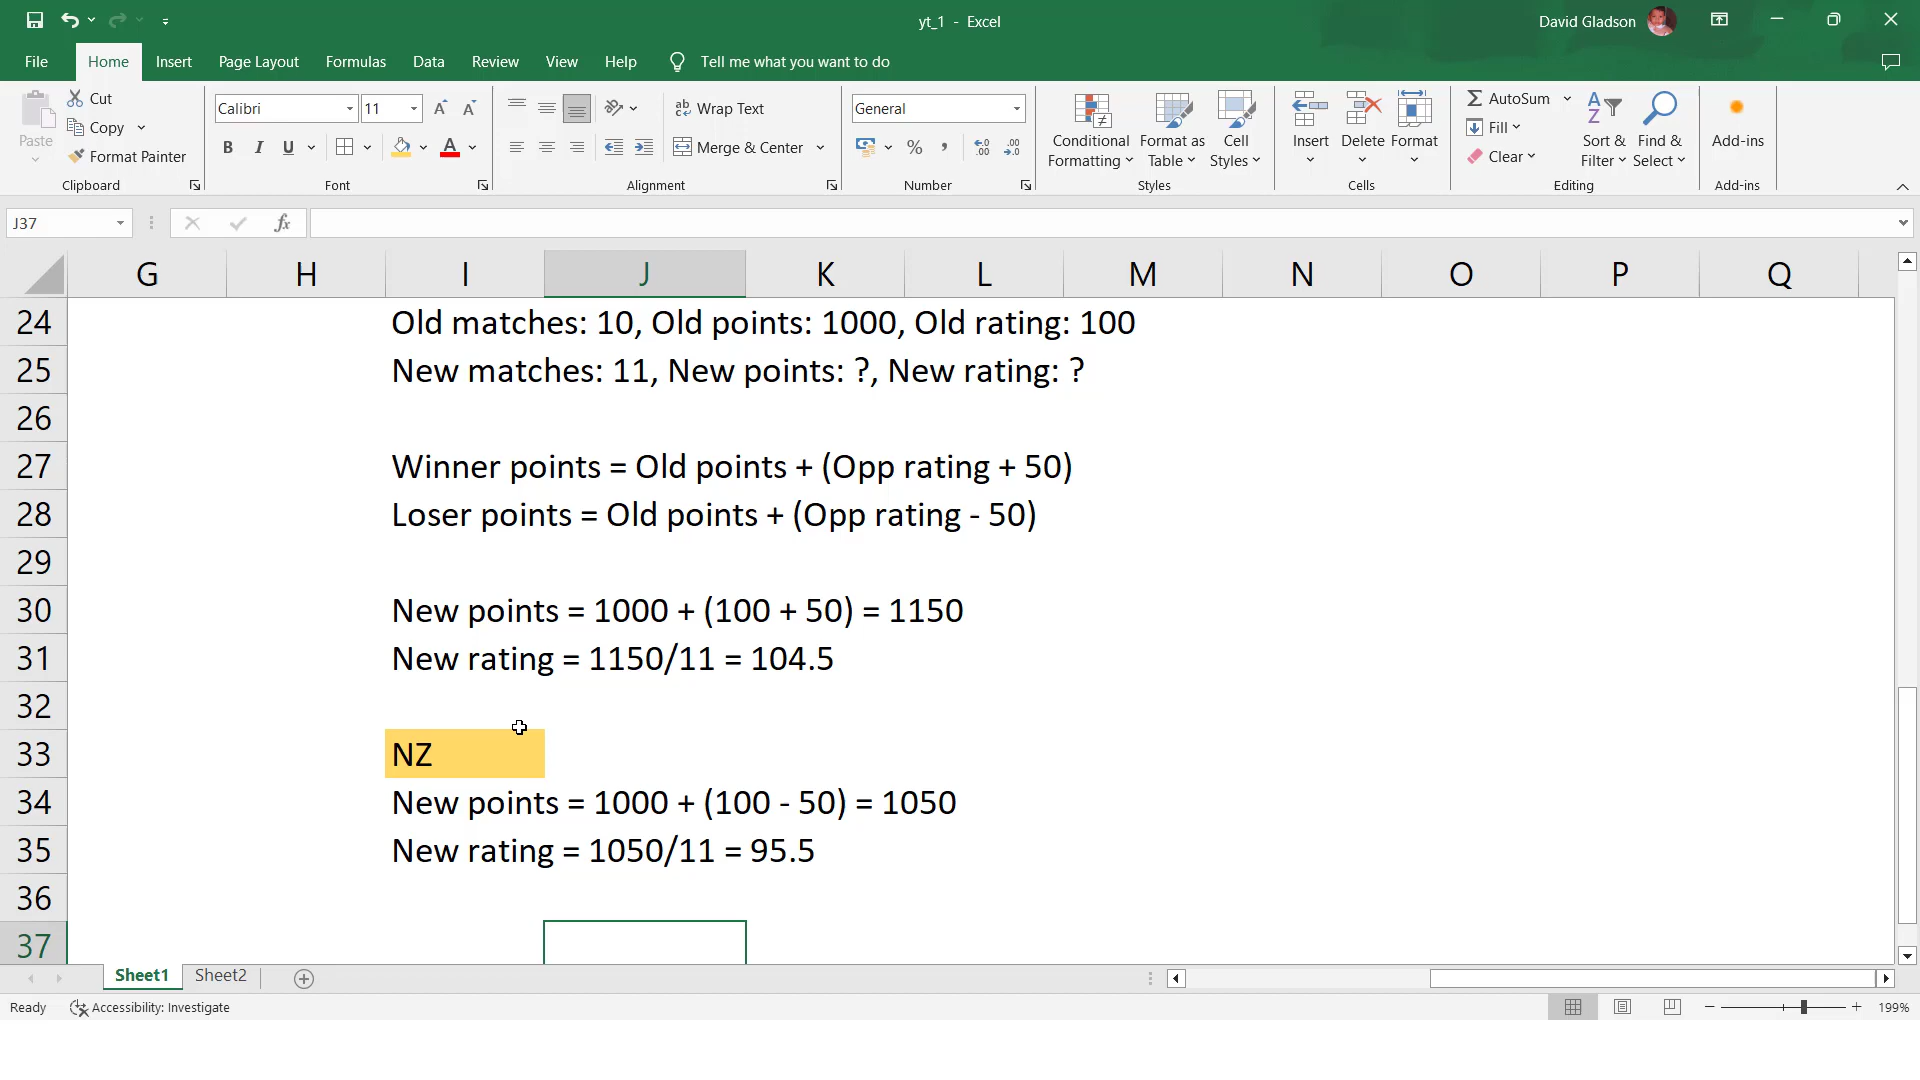 yt_1 - Excel
David Gladson
File Home Insert Page Layout Formulas Data Review View Help Tell me what you want to do
Paste
Cut
Copy
Format Painter
Clipboard
Calibri 11
B I U
Font
Wrap Text
Merge & Center
Alignment
General
Number
Conditional Formatting
Format as Table
Cell Styles
Styles
Insert
Delete
Format
Cells
AutoSum
Fill
Clear
Sort & Filter
Find & Select
Editing
Add-ins
Add-ins
J37
fx
G H I J K L M N O P Q
24 Old matches: 10, Old points: 1000, Old rating: 100
25 New matches: 11, New points: ?, New rating: ?
26
27 Winner points = Old points + (Opp rating + 50)
28 Loser points = Old points + (Opp rating - 50)
29
30 New points = 1000 + (100 + 50) = 1150
31 New rating = 1150/11 = 104.5
32
33 NZ
34 New points = 1000 + (100 - 50) = 1050
35 New rating = 1050/11 = 95.5
36
37
Sheet1 Sheet2
Ready Accessibility: Investigate 199%